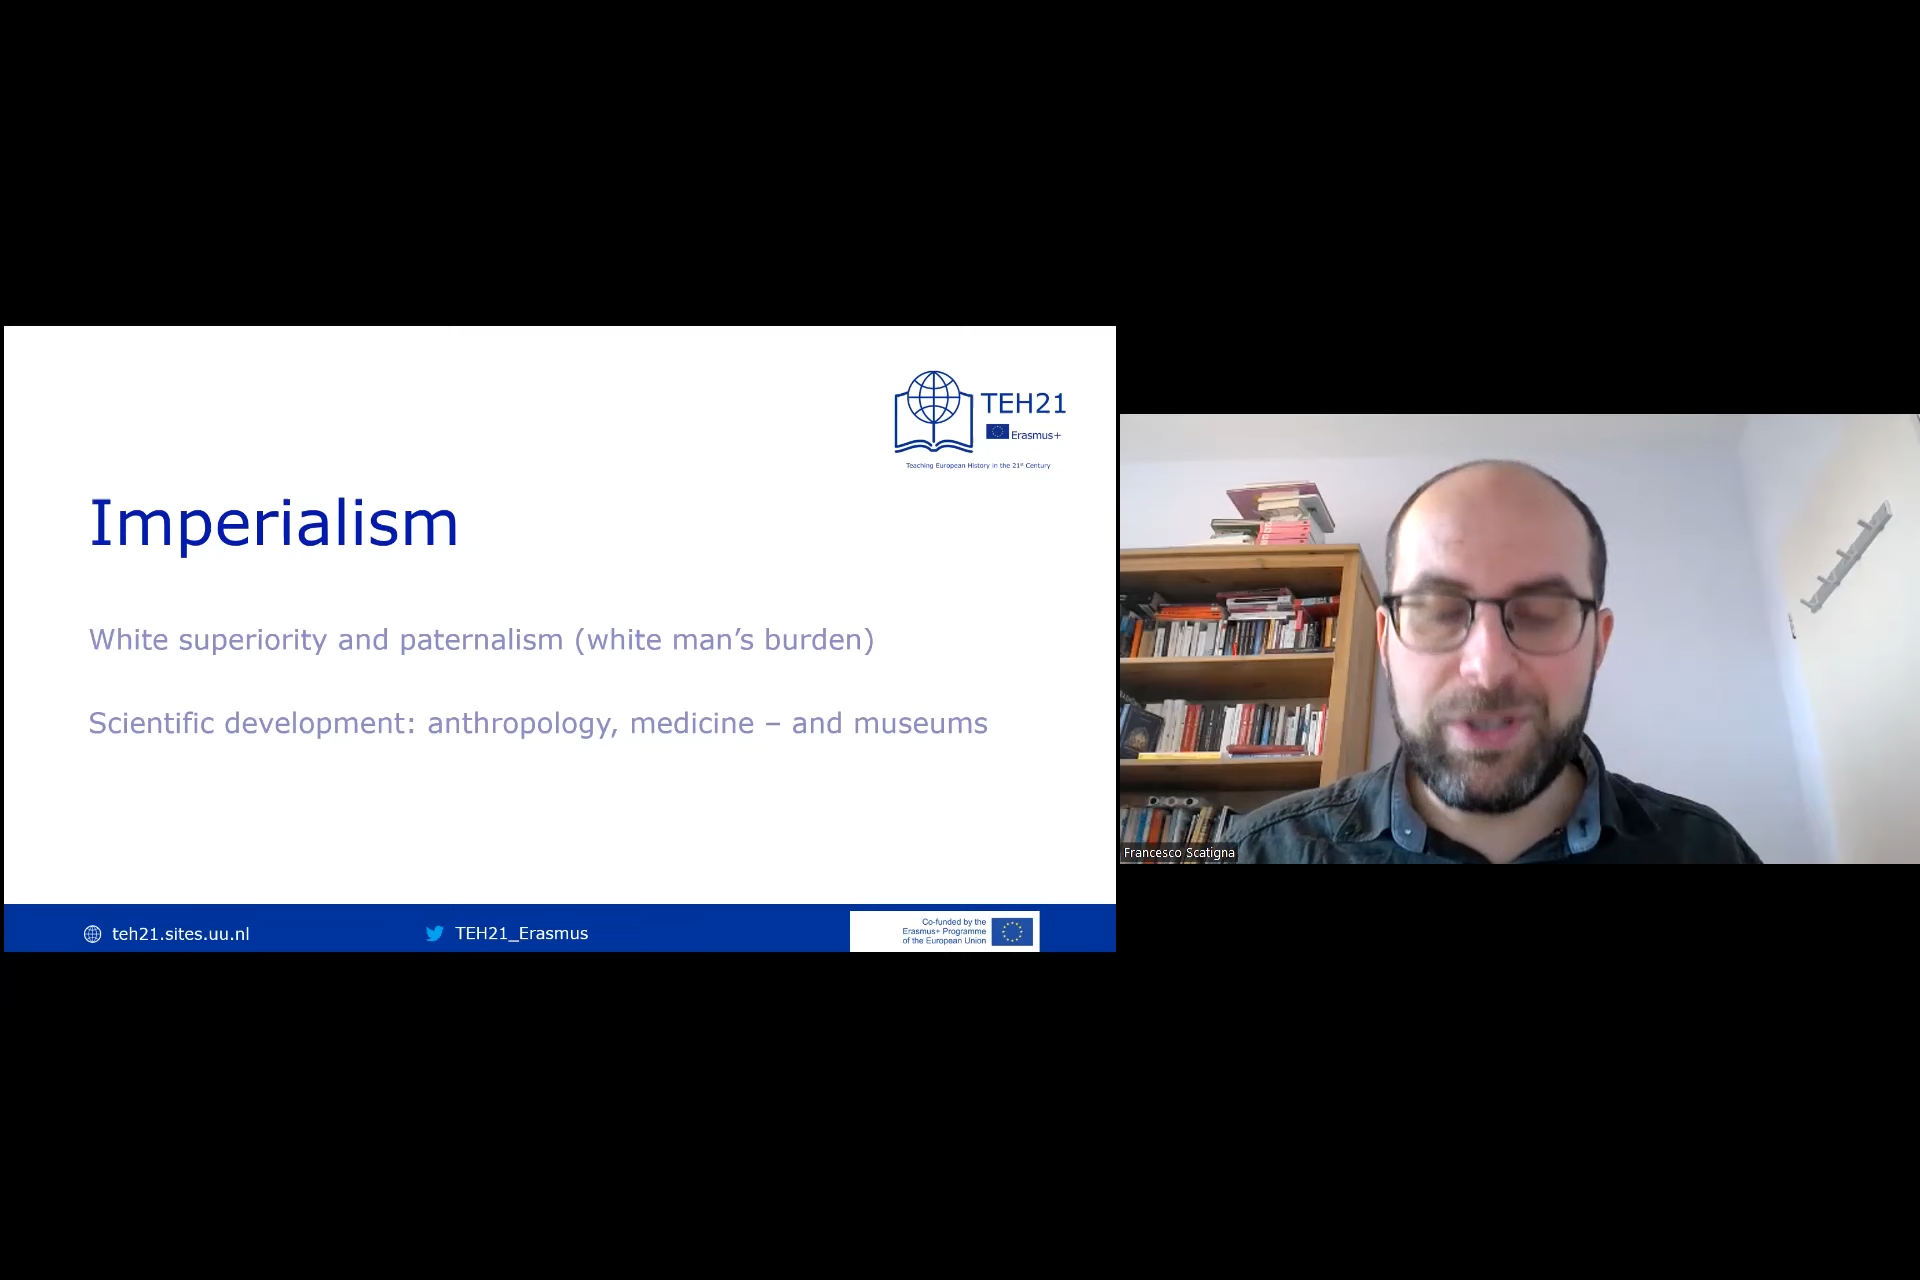 TEH21
Erasmus+
Teaching European History in the 21st Century
Imperialism
White superiority and paternalism (white man’s burden)
Scientific development: anthropology, medicine – and museums
teh21.sites.uu.nl
TEH21_Erasmus
Co-funded by the
Erasmus+ Programme
of the European Union
Francesco Scatigna